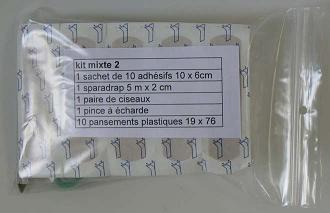 kit mixte 2
1 sachet de 10 adhésifs 10 x 6cm
1 sparadrap 5 m x 2 cm
1 paire de ciseaux
1 pince à écharde
10 pansements plastiques 19 x 76